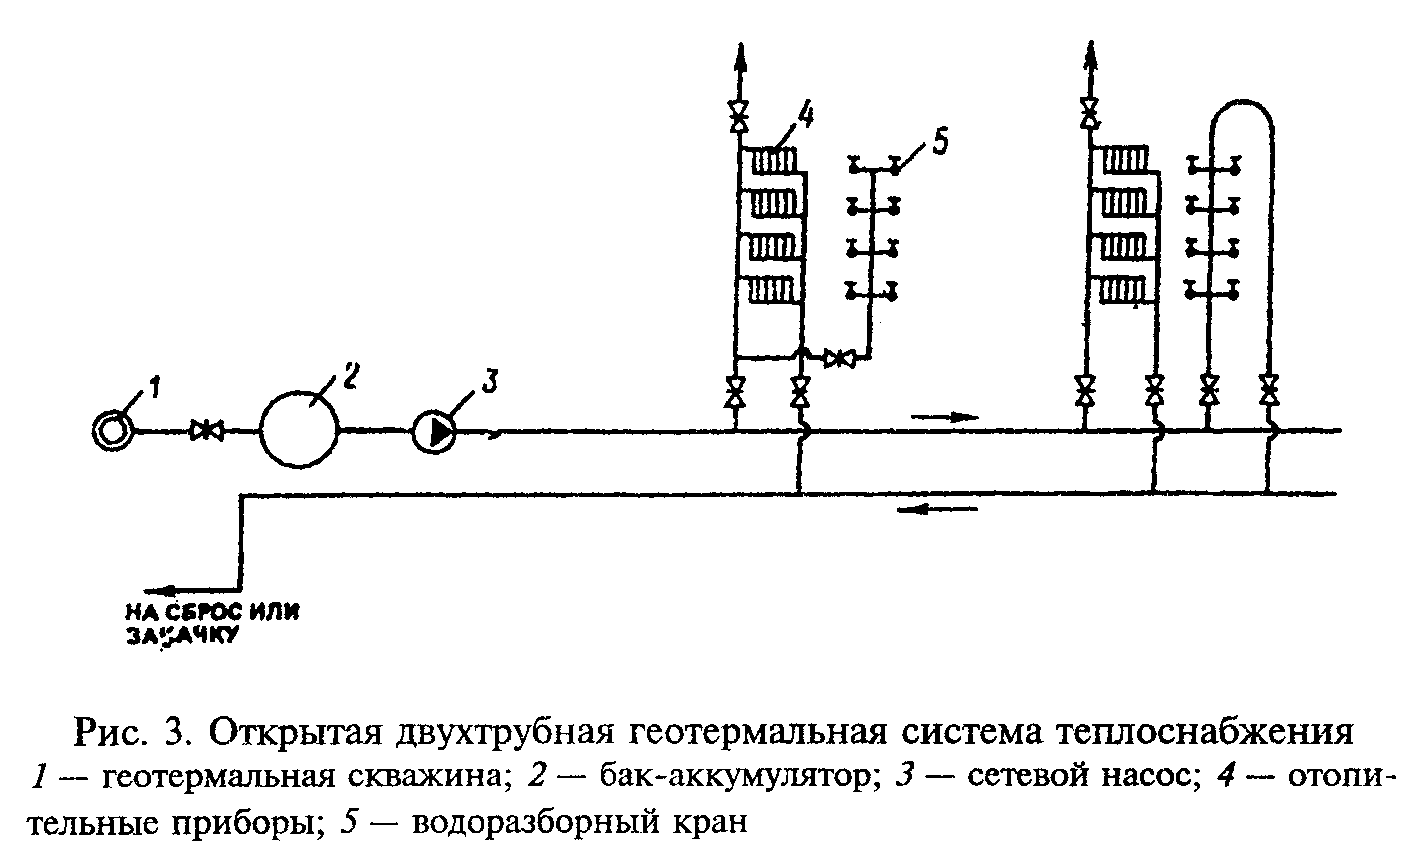 4
5
1
2
3
НА СБРОС ИЛИ
ЗАКАЧКУ
Рис. 3. Открытая двухтрубная геотермальная система теплоснабжения
1 — геотермальная скважина; 2 — бак-аккумулятор; 3 — сетевой насос; 4 — отопи-
тельные приборы; 5 — водоразборный кран